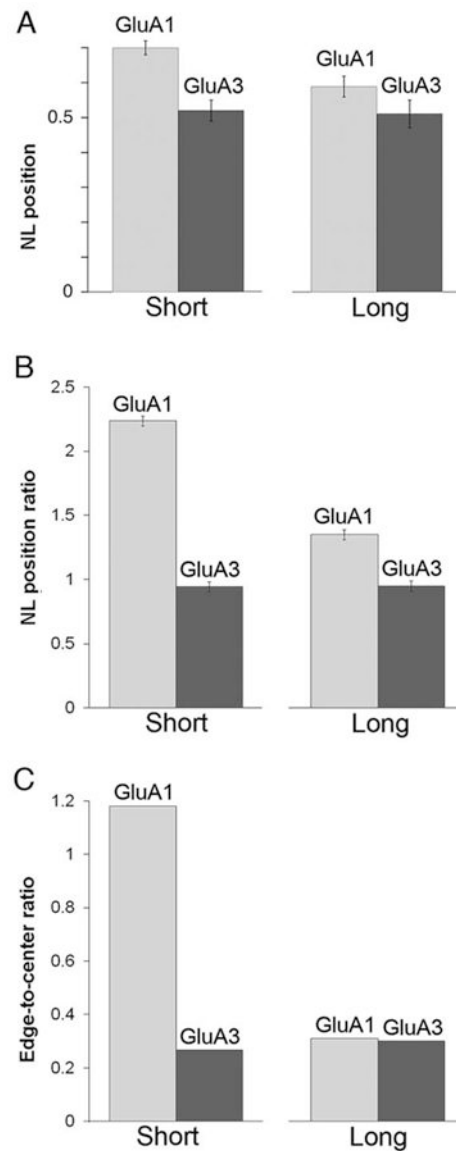 A
GluA1
GluA3
GluA1
GluA3
0.5
0
NL position
Short
Long
B
2.5
2
1.5
1
0.5
0
NL position ratio
GluA1
GluA3
GluA1
GluA3
Short
Long
C
1.2
1
0.8
0.6
0.4
0.2
0
Edge-to-center ratio
GluA1
GluA3
GluA1
GluA3
Short
Long